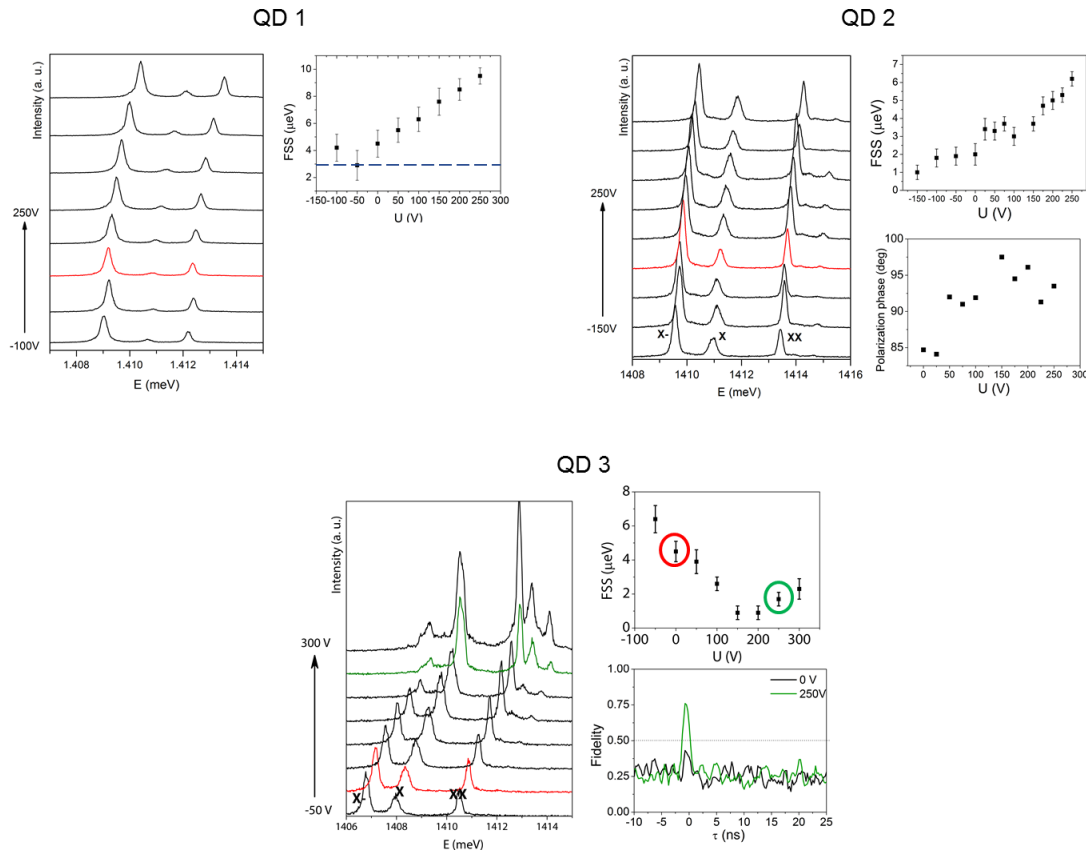 QD 1
Intensity (a. u.)
250V
-100V
1.408 1.410 1,412 1,414
E (meV)
FSS (μeV)
10
8
6
4
2
-150 -100 -50 0 50 100 150 200 250 300
U (V)
QD 2
Intensity (a. u.)
250V
-150V
X- X XX
1408 1410 1412 1414 1416
E (meV)
FSS (μeV)
7
6
5
4
3
2
1
0
-150 -100 -50 0 50 100 150 200 250
U (V)
Polarization phase (deg)
100
95
90
85
0 50 100 150 200 250 300
U (V)
QD 3
Intensity (a. u.)
300 V
-50 V
X- X XX
1406 1408 1410 1412 1414
E (meV)
FSS (μeV)
8
6
4
2
0
-100 0 100 200 300
U (V)
Fidelity
1.00
0.75
0.50
0.25
0.00
0 V
250V
-10 -5 0 5 10 15 20 25
τ (ns)